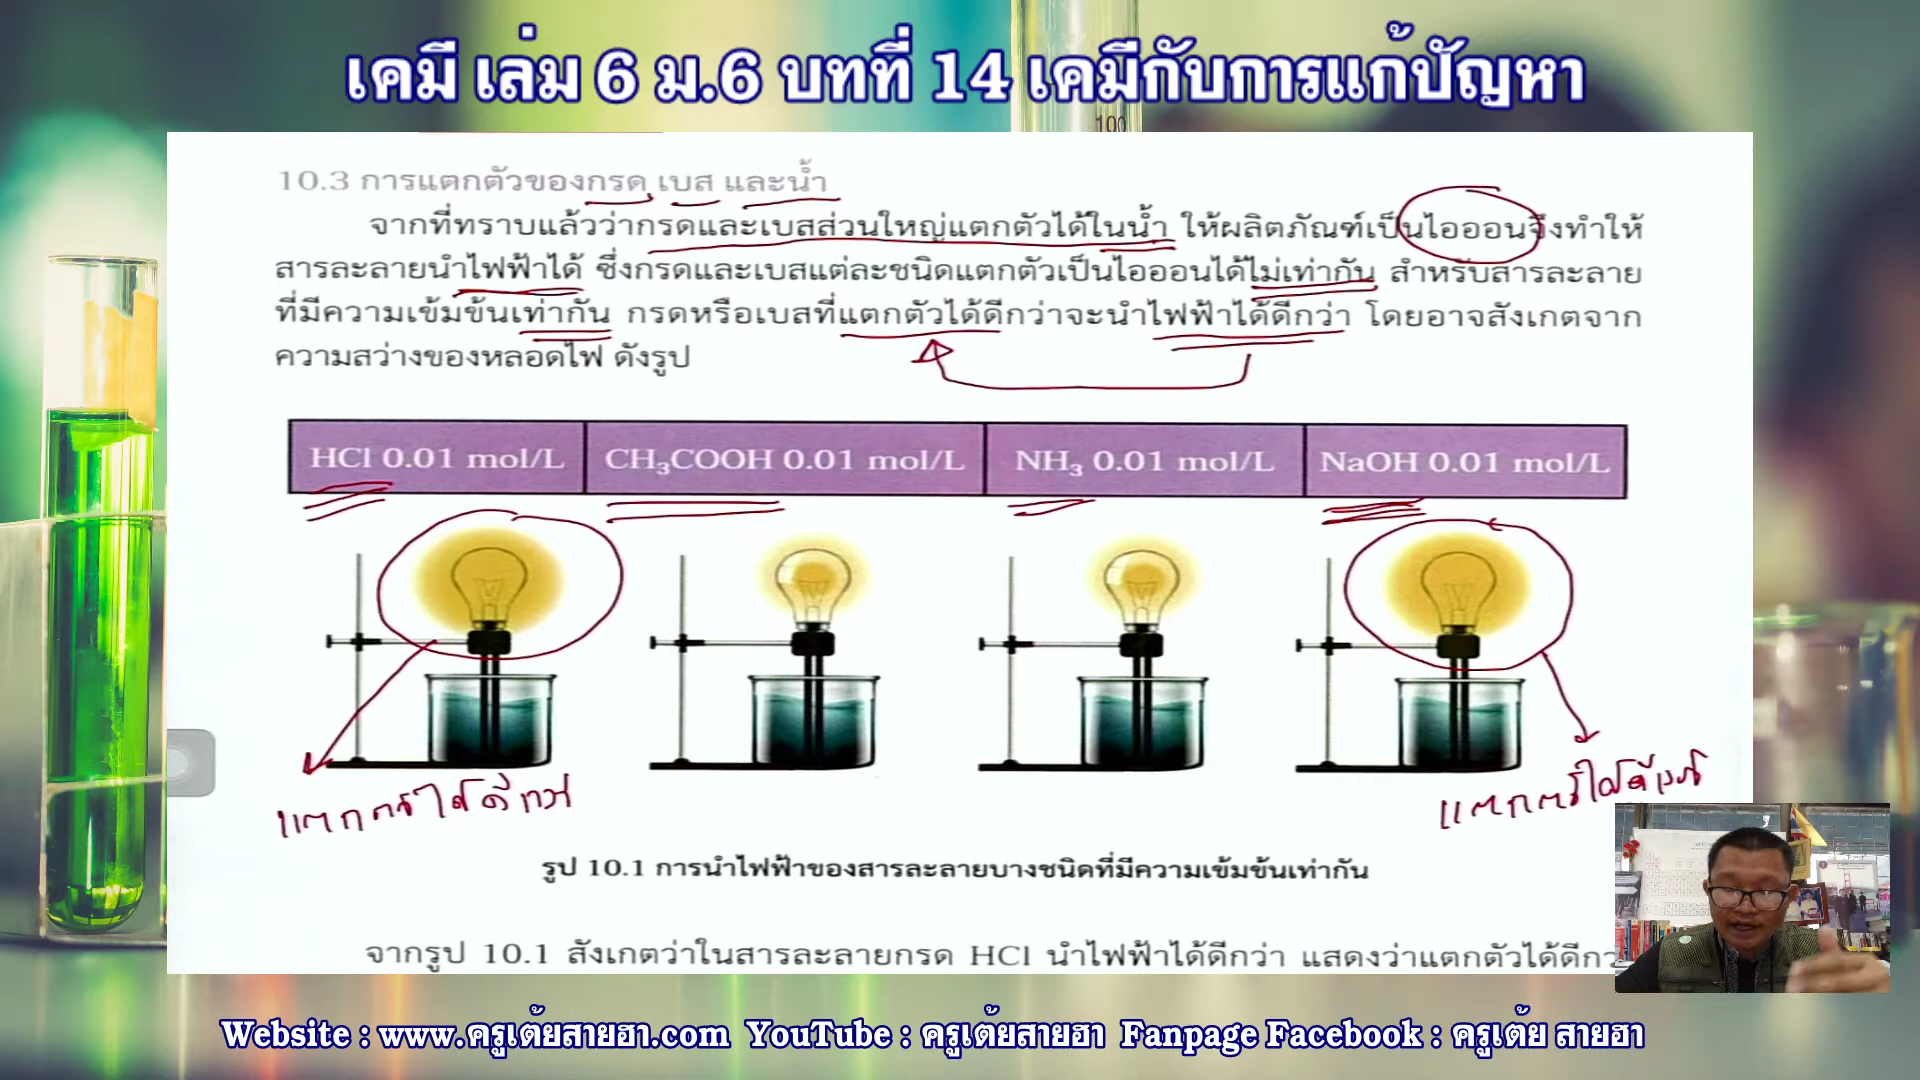 เคมี เล่ม 6 ม.6 บทที่ 14 เคมีกับการแก้ปัญหา
100
10.3 การแตกตัวของกรด เบส และน้ำ
จากที่ทราบแล้วว่ากรดและเบสส่วนใหญ่แตกตัวได้ในน้ำ ให้ผลิตภัณฑ์เป็นไอออนจึงทำให้
สารละลายนำไฟฟ้าได้ ซึ่งกรดและเบสแต่ละชนิดแตกตัวเป็นไอออนได้ไม่เท่ากัน สำหรับสารละลาย
ที่มีความเข้มข้นเท่ากัน กรดหรือเบสที่แตกตัวได้ดีกว่าจะนำไฟฟ้าได้ดีกว่า โดยอาจสังเกตจาก
ความสว่างของหลอดไฟ ดังรูป
HCl 0.01 mol/L CH₃COOH 0.01 mol/L NH₃ 0.01 mol/L NaOH 0.01 mol/L
แตกตัวได้ดีกว่า แตกตัวได้ดีกว่า
รูป 10.1 การนำไฟฟ้าของสารละลายบางชนิดที่มีความเข้มข้นเท่ากัน
จากรูป 10.1 สังเกตว่าในสารละลายกรด HCl นำไฟฟ้าได้ดีกว่า แสดงว่าแตกตัวได้ดีก
Website : www.ครูเต้ยสายฮา.com YouTube : ครูเต้ยสายฮา Fanpage Facebook : ครูเต้ย สายฮา